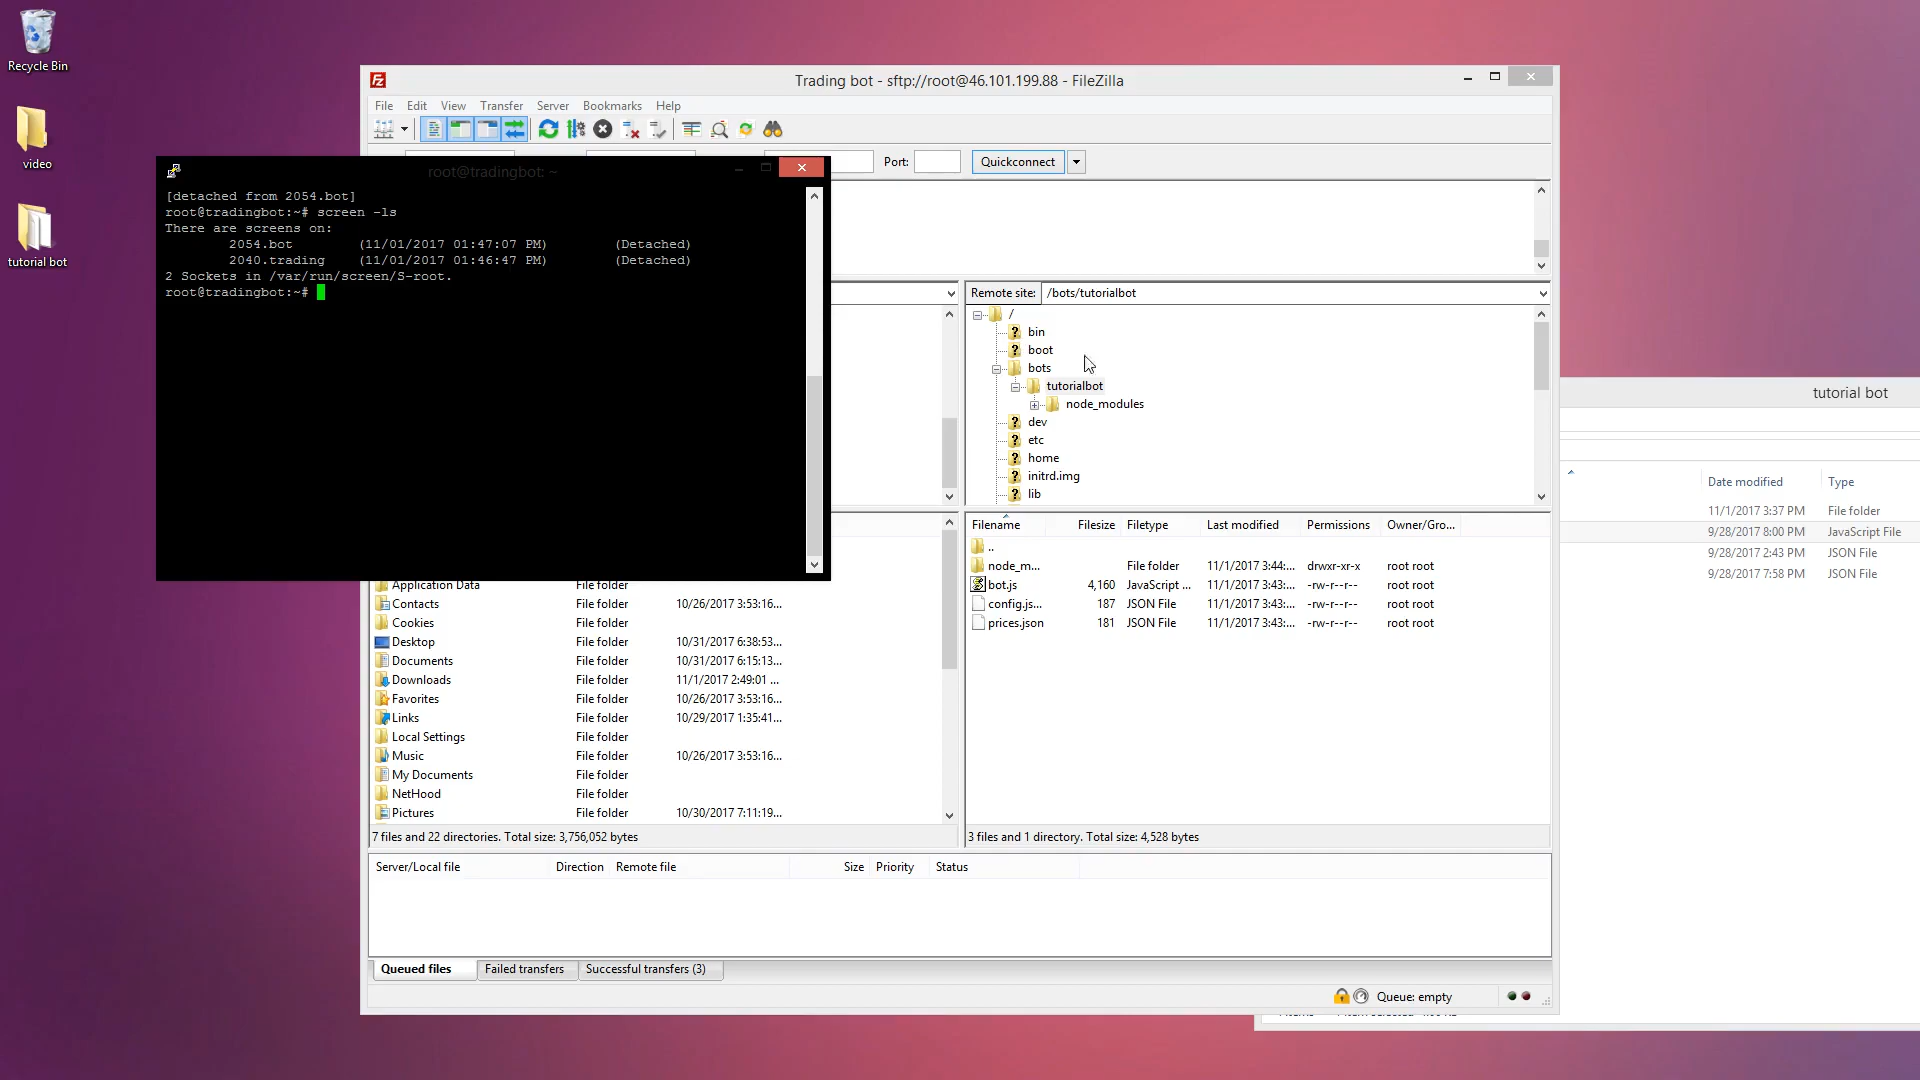 Recycle Bin
video
tutorial bot
Trading bot - sftp://root@46.101.199.88 - FileZilla
File Edit View Transfer Server Bookmarks Help
Port: Quickconnect
root@tradingbot: ~
[detached from 2054.bot]
root@tradingbot:~# screen -ls
There are screens on:
2054.bot (11/01/2017 01:47:07 PM) (Detached)
2040.trading (11/01/2017 01:46:47 PM) (Detached)
2 Sockets in /var/run/screen/S-root.
root@tradingbot:~#
Remote site: /bots/tutorialbot
/
bin
boot
bots
tutorialbot
node_modules
dev
etc
home
initrd.img
lib
Filename Filesize Filetype Last modified Permissions Owner/Gro...
..
node_m... File folder 11/1/2017 3:44:... drwxr-xr-x root root
bot.js 4,160 JavaScript ... 11/1/2017 3:43:... -rw-r--r-- root root
config.js... 187 JSON File 11/1/2017 3:43:... -rw-r--r-- root root
prices.json 181 JSON File 11/1/2017 3:43:... -rw-r--r-- root root
3 files and 1 directory. Total size: 4,528 bytes
Application Data File folder
Contacts File folder 10/26/2017 3:53:16...
Cookies File folder
Desktop File folder 10/31/2017 6:38:53...
Documents File folder 10/31/2017 6:15:13...
Downloads File folder 11/1/2017 2:49:01 ...
Favorites File folder 10/26/2017 3:53:16...
Links File folder 10/29/2017 1:35:41...
Local Settings File folder
Music File folder 10/26/2017 3:53:16...
My Documents File folder
NetHood File folder
Pictures File folder 10/30/2017 7:11:19...
7 files and 22 directories. Total size: 3,756,052 bytes
Server/Local file Direction Remote file Size Priority Status
Queued files Failed transfers Successful transfers (3)
Queue: empty
tutorial bot
Date modified Type
11/1/2017 3:37 PM File folder
9/28/2017 8:00 PM JavaScript File
9/28/2017 2:43 PM JSON File
9/28/2017 7:58 PM JSON File